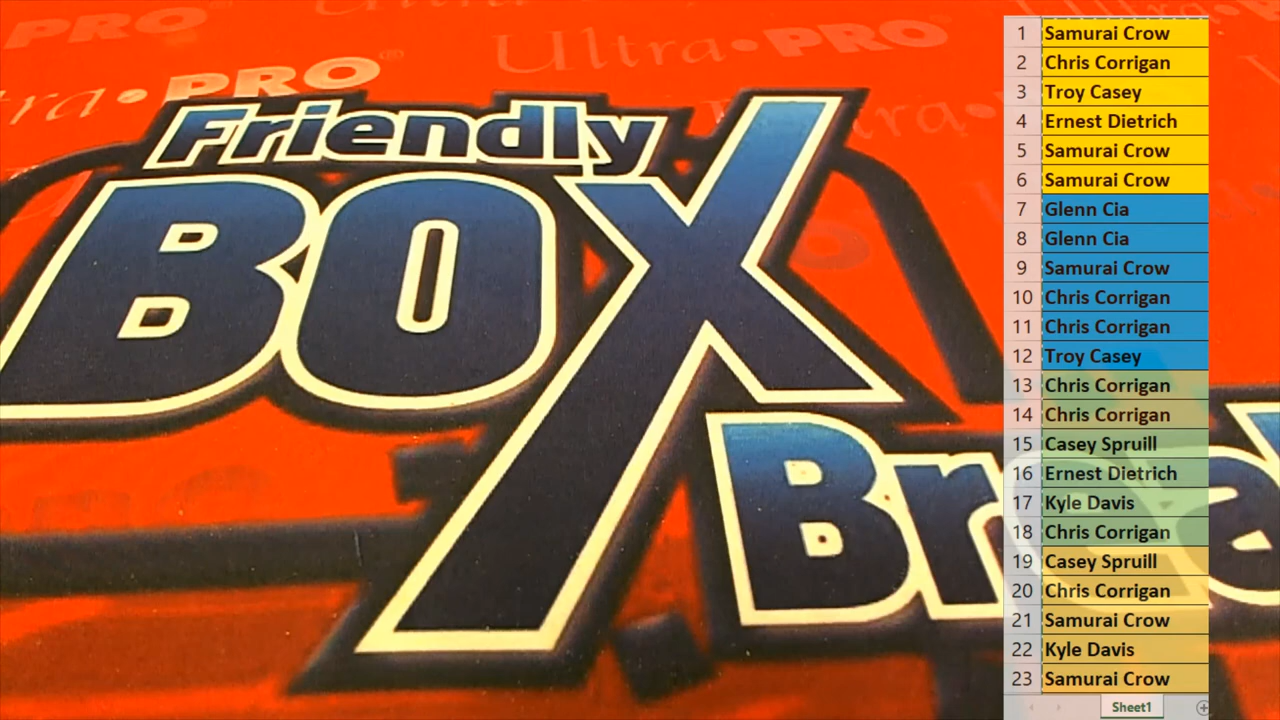 PRO
Ultra•PRO®
Ultra•PRO®
Friendly
BOX
1 Samurai Crow
2 Chris Corrigan
3 Troy Casey
4 Ernest Dietrich
5 Samurai Crow
6 Samurai Crow
7 Glenn Cia
8 Glenn Cia
9 Samurai Crow
10 Chris Corrigan
11 Chris Corrigan
12 Troy Casey
13 Chris Corrigan
14 Chris Corrigan
15 Casey Spruill
16 Ernest Dietrich
17 Kyle Davis
18 Chris Corrigan
19 Casey Spruill
20 Chris Corrigan
21 Samurai Crow
22 Kyle Davis
23 Samurai Crow
Sheet1